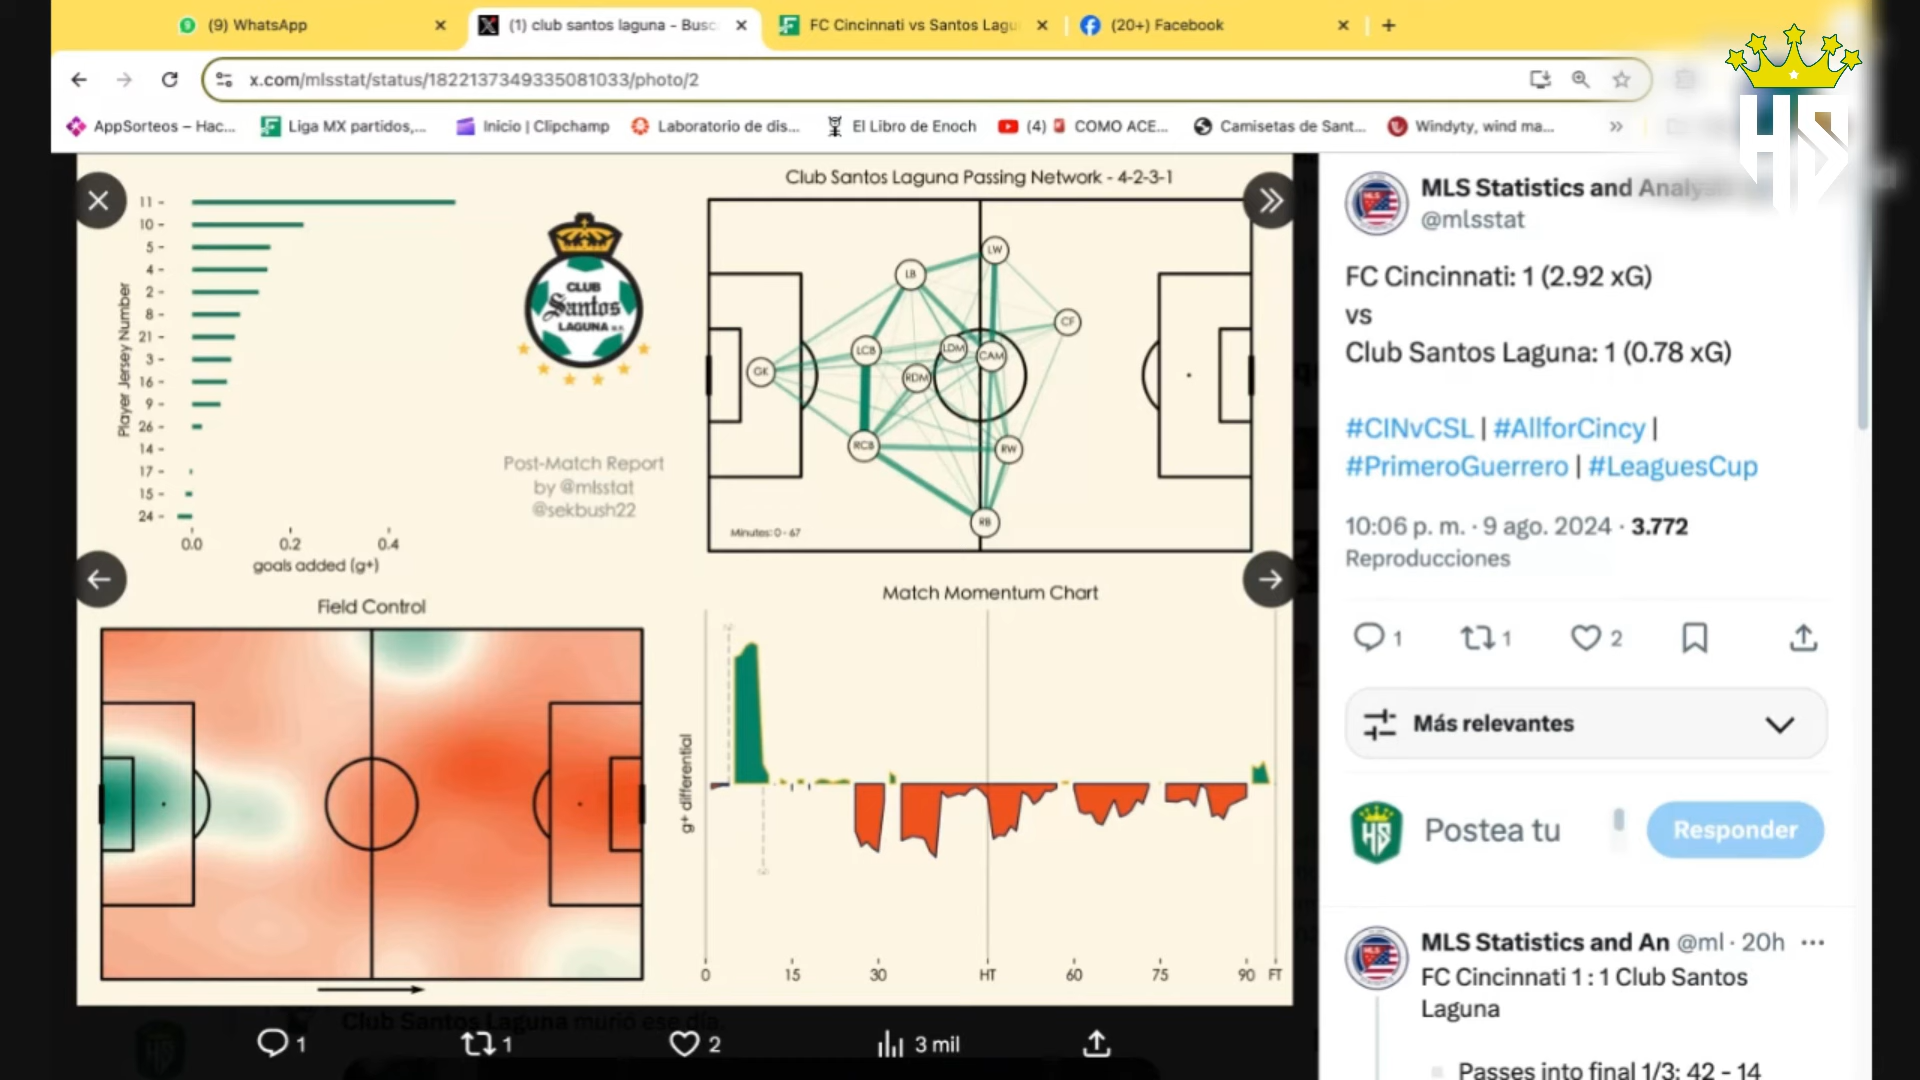 (9) WhatsApp
(1) club santos laguna - Busc
FC Cincinnati vs Santos Lagu
(20+) Facebook
x.com/mlsstat/status/1822137349335081033/photo/2
AppSorteos – Hac...
Liga MX partidos,...
Inicio | Clipchamp
Laboratorio de dis...
El Libro de Enoch
(4) COMO ACE...
Camisetas de Sant...
Windyty, wind ma...
HS
Player Jersey Number
11
10
5
4
2
8
21
3
16
9
26
14
17
15
24
0.0 0.2 0.4
goals added (g+)
CLUB
Santos
LAGUNA
Post-Match Report
by @mlsstat
@sekbush22
Club Santos Laguna Passing Network - 4-2-3-1
LW
LB
CF
LCB
LDM
CAM
GK
RDM
RCB
RW
RB
Minutes: 0 - 67
Field Control
Match Momentum Chart
g+ differential
0 15 30 HT 60 75 90 FT
Club Santos Laguna murió ese día.
1
1
2
3 mil
MLS Statistics and Analy
@mlsstat
FC Cincinnati: 1 (2.92 xG)
vs
Club Santos Laguna: 1 (0.78 xG)
#CINvCSL | #AllforCincy |
#PrimeroGuerrero | #LeaguesCup
10:06 p. m. · 9 ago. 2024 · 3.772
Reproducciones
1
1
2
Más relevantes
HS
Postea tu
Responder
MLS Statistics and An @ml · 20h
FC Cincinnati 1 : 1 Club Santos
Laguna
Passes into final 1/3: 42 - 14